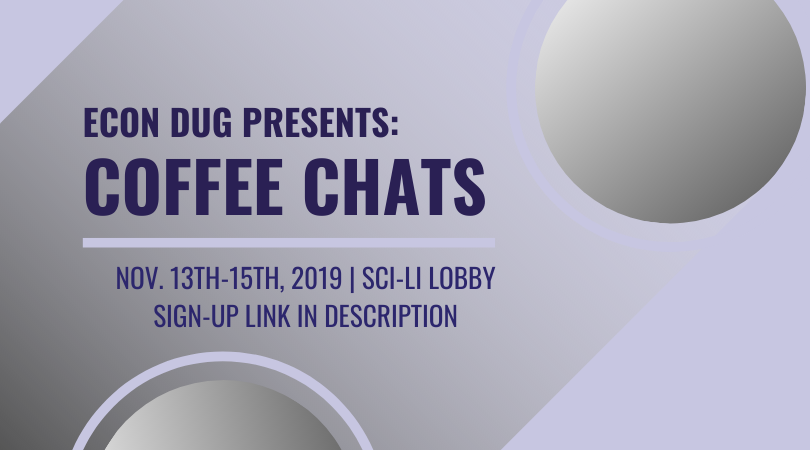 ECON DUG PRESENTS:
COFFEE CHATS
NOV. 13TH-15TH, 2019 | SCI-LI LOBBY
SIGN-UP LINK IN DESCRIPTION